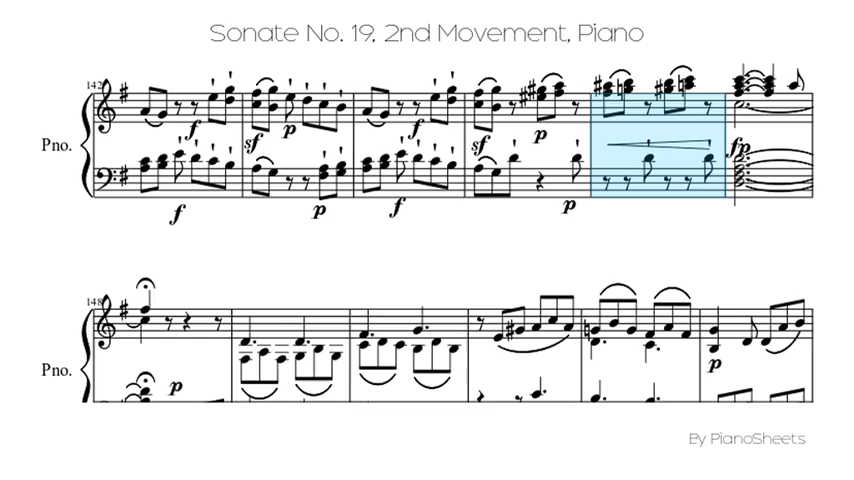 Sonate No. 19, 2nd Movement, Piano
142
Pno.
f
sf
p
f
sf
p
fp
f
p
f
p
148
Pno.
p
p
By PianoSheets